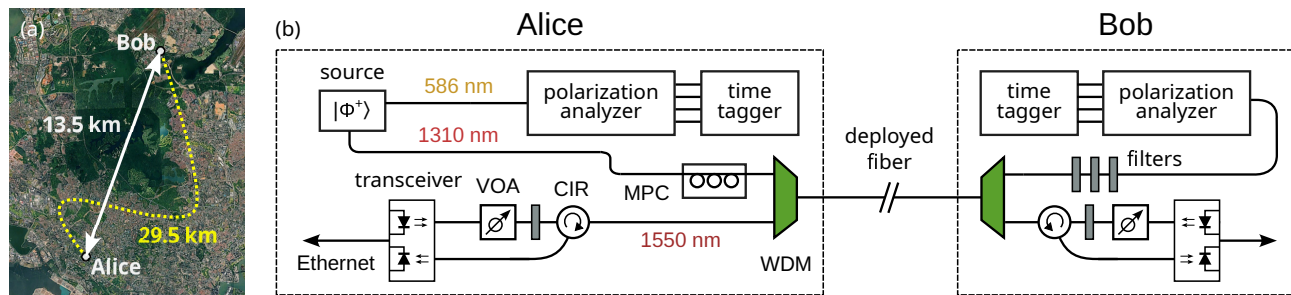 (a)
Bob
13.5 km
29.5 km
Alice
(b)
Alice
Bob
source
|Φ⁺⟩
586 nm
polarization
analyzer
time
tagger
1310 nm
transceiver
VOA
CIR
MPC
1550 nm
WDM
Ethernet
deployed
fiber
time
tagger
polarization
analyzer
filters